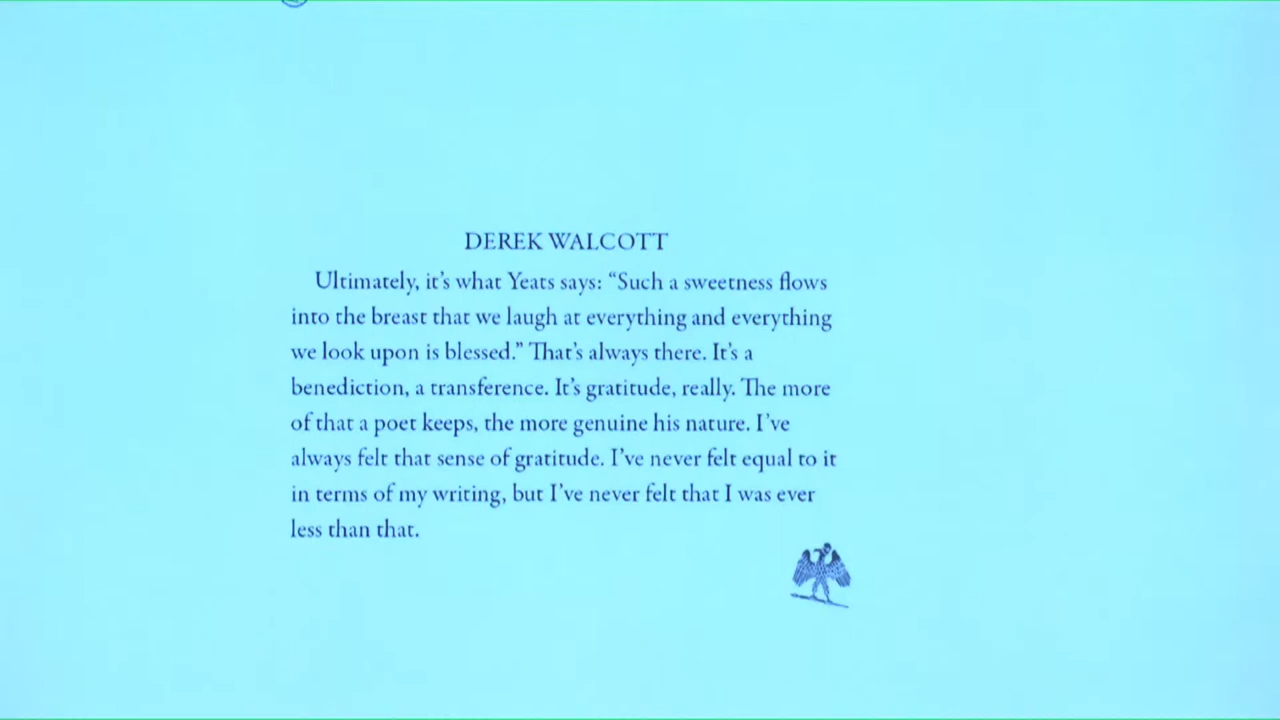 DEREK WALCOTT
Ultimately, it's what Yeats says: “Such a sweetness flows
into the breast that we laugh at everything and everything
we look upon is blessed.” That's always there. It's a
benediction, a transference. It's gratitude, really. The more
of that a poet keeps, the more genuine his nature. I've
always felt that sense of gratitude. I've never felt equal to it
in terms of my writing, but I've never felt that I was ever
less than that.